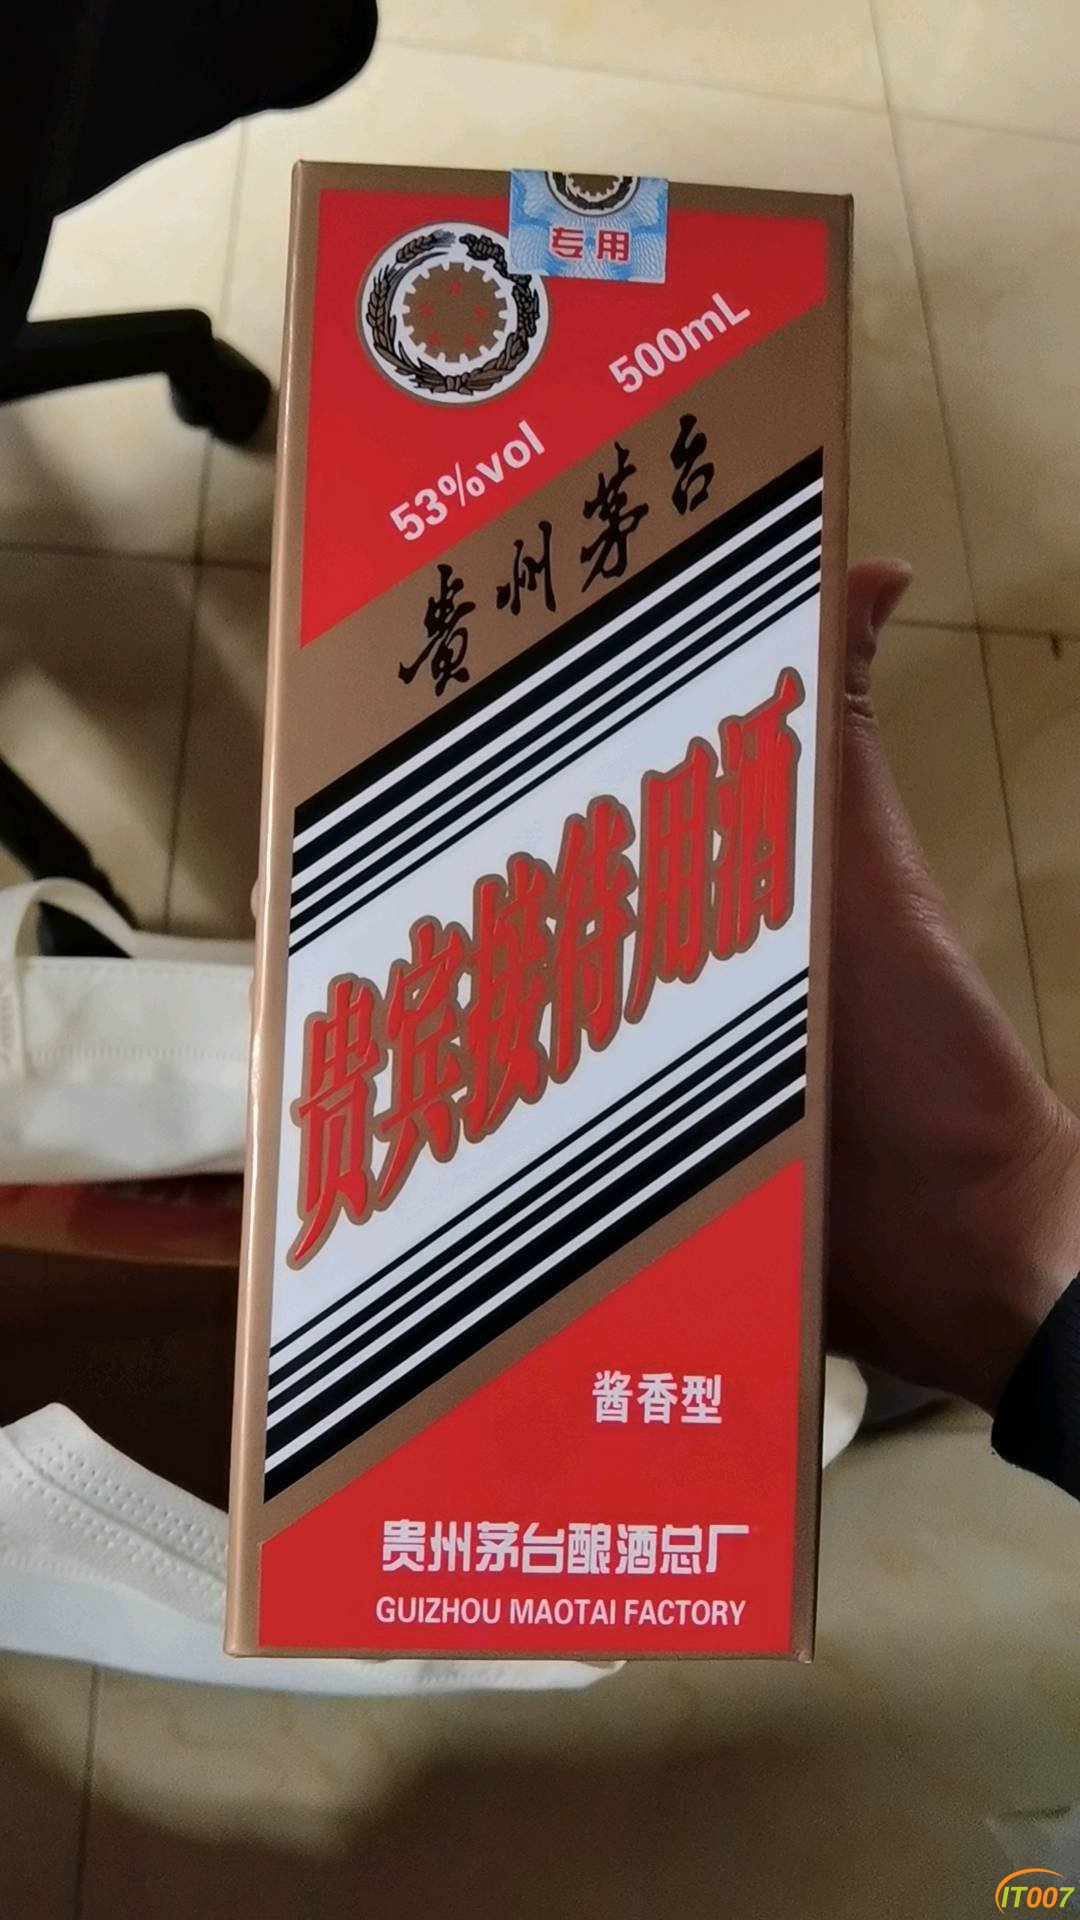 专用
500mL
53%vol
貴州茅台
贵宾接待用酒
酱香型
贵州茅台酿酒总厂
GUIZHOU MAOTAI FACTORY
IT007